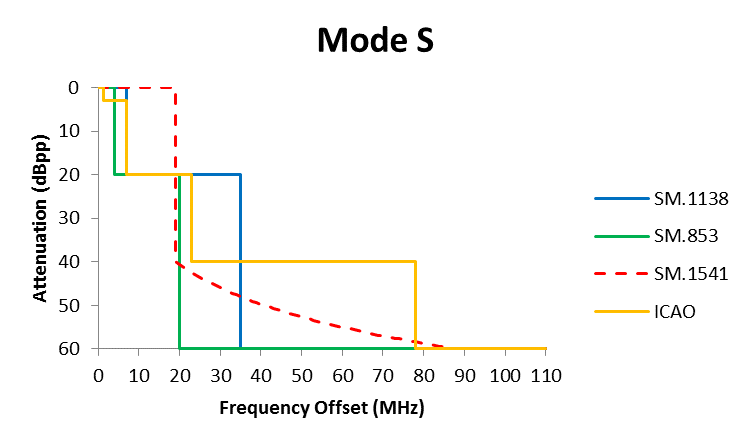 Mode S
0
10
20
30
40
50
60
Attenuation (dBpp)
0 10 20 30 40 50 60 70 80 90 100 110
Frequency Offset (MHz)
SM.1138
SM.853
SM.1541
ICAO